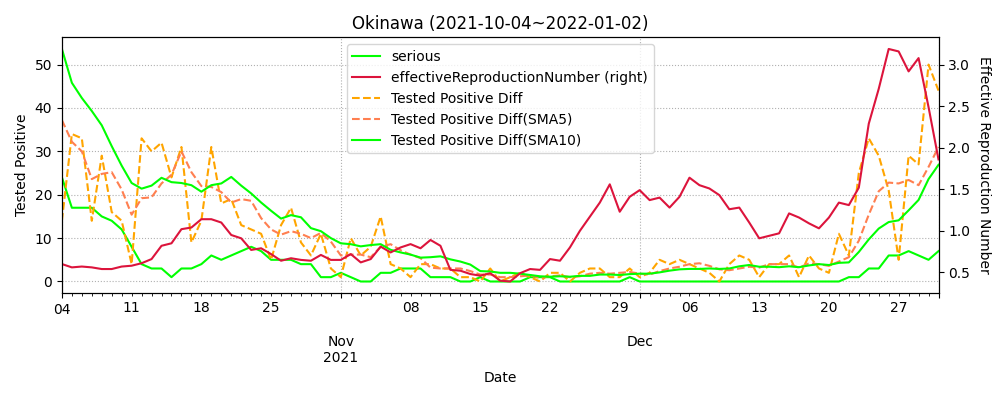 Okinawa (2021-10-04~2022-01-02)
serious
effectiveReproductionNumber (right)
Tested Positive Diff
Tested Positive Diff(SMA5)
Tested Positive Diff(SMA10)
Tested Positive
50
40
30
20
10
0
3.0
2.5
2.0
1.5
1.0
0.5
Effective Reproduction Number
04 11 18 25 08 15 22 29 06 13 20 27
Nov Dec
2021
Date